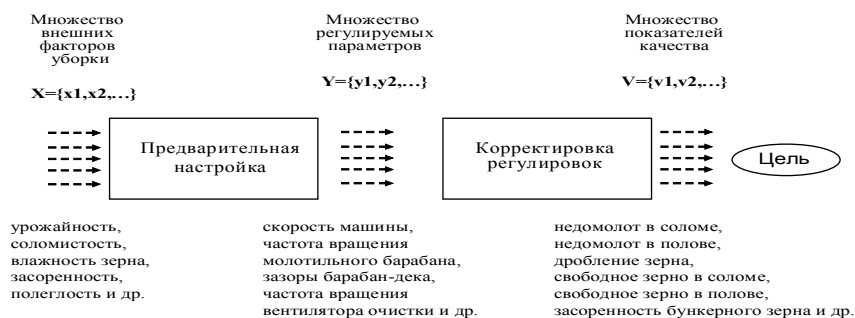 Множество
внешних
факторов
уборки
X={x1,x2,…}
Множество
регулируемых
параметров
Y={y1,y2,…}
Множество
показателей
качества
V={v1,v2,…}
Предварительная
настройка
Корректировка
регулировок
Цель
урожайность,
соломистость,
влажность зерна,
засоренность,
полеглость и др.
скорость машины,
частота вращения
молотильного барабана,
зазоры барабан-дека,
частота вращения
вентилятора очистки и др.
недомолот в соломе,
недомолот в полове,
дробление зерна,
свободное зерно в соломе,
свободное зерно в полове,
засоренность бункерного зерна и др.